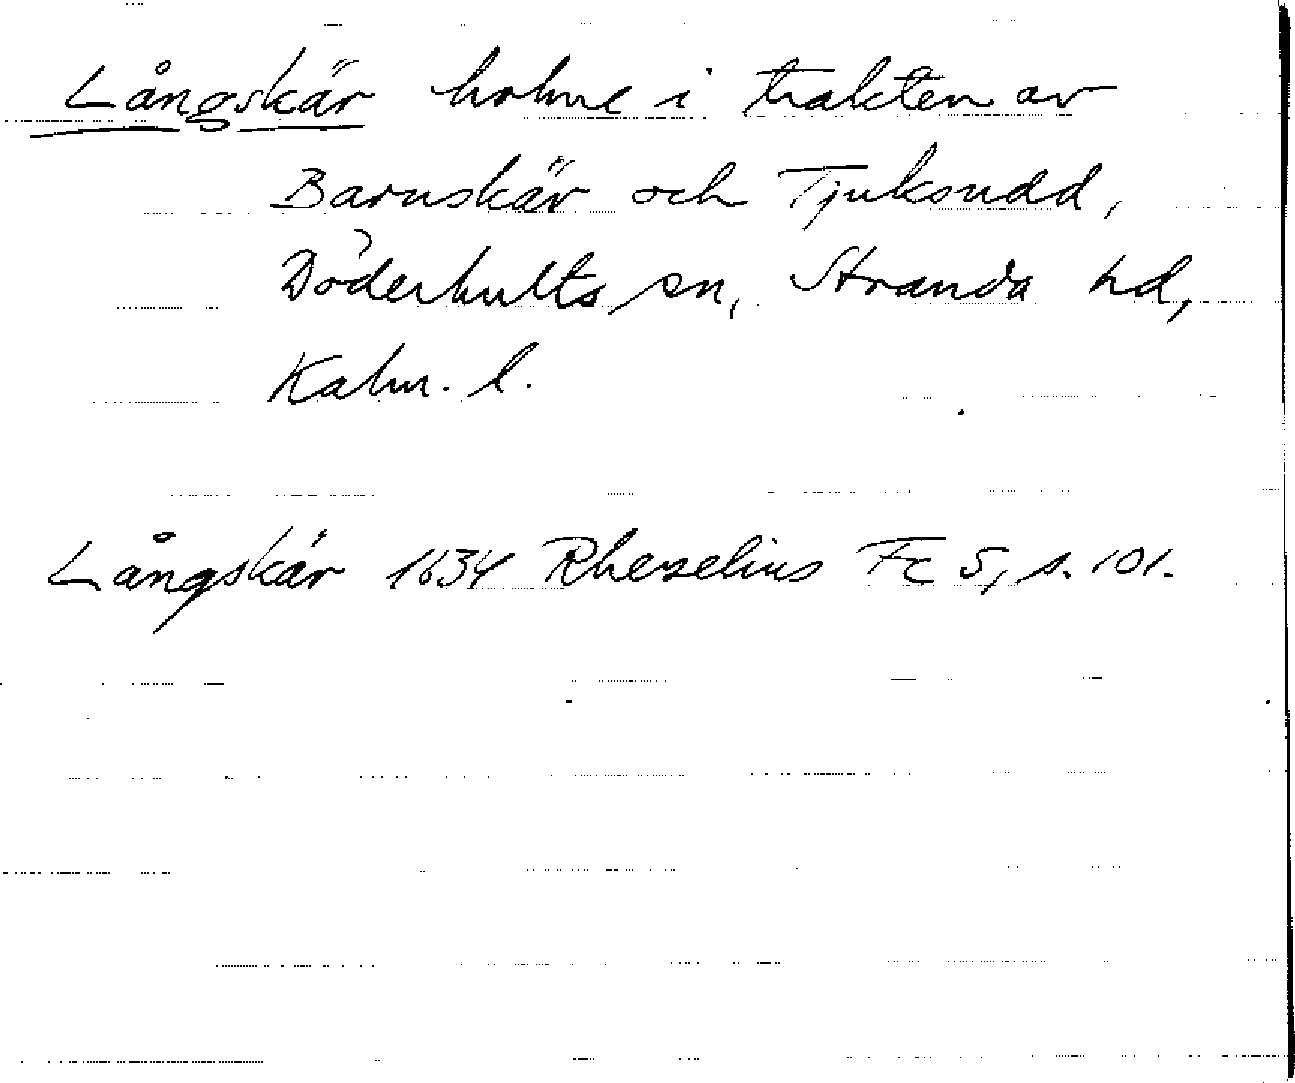 Långskär holme i trakten av
Barnskär och Tjuksudd,
Döderhults sn, Stranda hd,
Kalm. l.
Långskär 1634 Rhezelius Fc 5, s. 101.